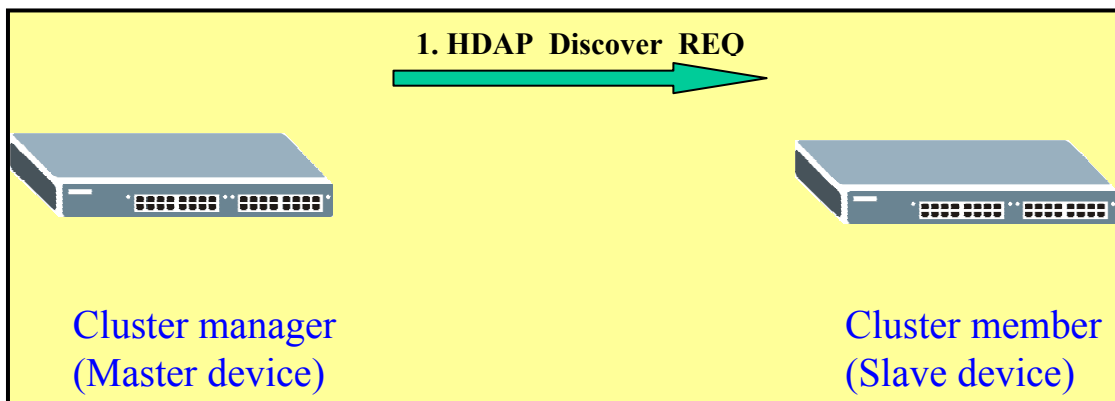 1. HDAP Discover REQ
Cluster manager
(Master device)
Cluster member
(Slave device)